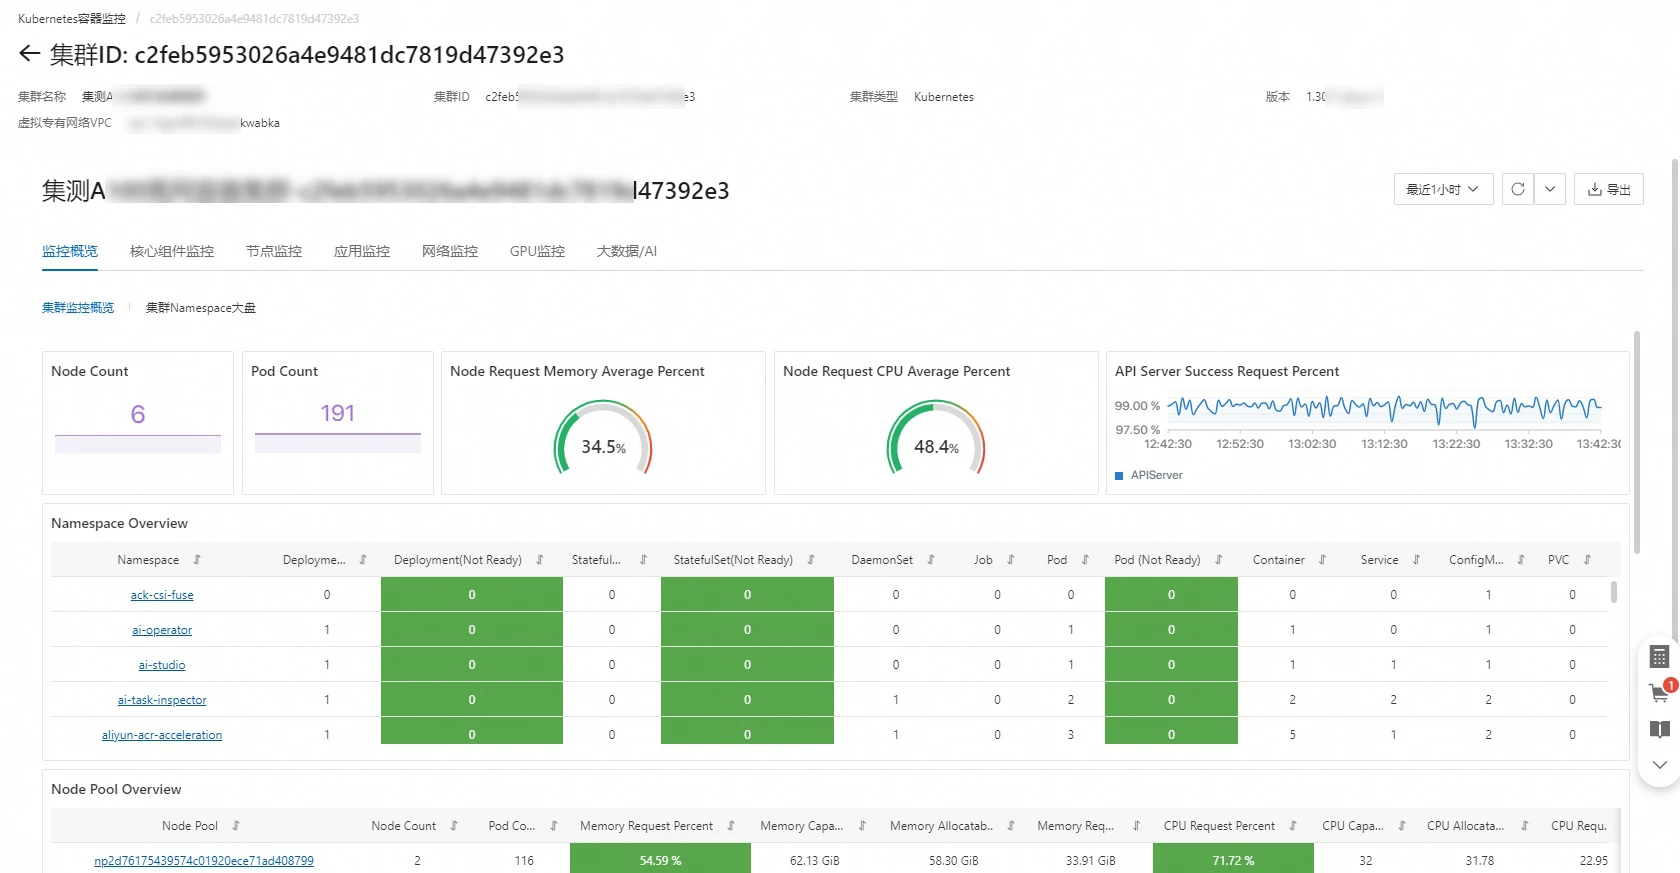 Kubernetes容器监控 / c2feb5953026a4e9481dc7819d47392e3
集群ID: c2feb5953026a4e9481dc7819d47392e3
集群名称 集测A
集群ID c2feb5 e3
集群类型 Kubernetes
版本 1.30
虚拟专有网络VPC kwabka
集测A d47392e3
最近1小时
导出
监控概览 核心组件监控 节点监控 应用监控 网络监控 GPU监控 大数据/AI
集群监控概览 集群Namespace大盘
Node Count
6
Pod Count
191
Node Request Memory Average Percent
34.5%
Node Request CPU Average Percent
48.4%
API Server Success Request Percent
99.00 %
97.50 %
12:42:30 12:52:30 13:02:30 13:12:30 13:22:30 13:32:30 13:42:30
APIServer
Namespace Overview
Namespace Deployme... Deployment(Not Ready) Stateful... StatefulSet(Not Ready) DaemonSet Job Pod Pod (Not Ready) Container Service ConfigM... PVC
ack-csi-fuse 0 0 0 0 0 0 0 0 0 0 1 0
ai-operator 1 0 0 0 0 0 1 0 1 0 1 0
ai-studio 1 0 0 0 0 0 1 0 1 1 1 0
ai-task-inspector 1 0 0 0 1 0 2 0 2 2 2 0
aliyun-acr-acceleration 1 0 0 0 1 0 3 0 5 1 2 0
1
Node Pool Overview
Node Pool Node Count Pod Co... Memory Request Percent Memory Capa... Memory Allocatab.. Memory Req... CPU Request Percent CPU Capa... CPU Allocata... CPU Requ.
np2d76175439574c01920ece71ad408799 2 116 54.59 % 62.13 GiB 58.30 GiB 33.91 GiB 71.72 % 32 31.78 22.95